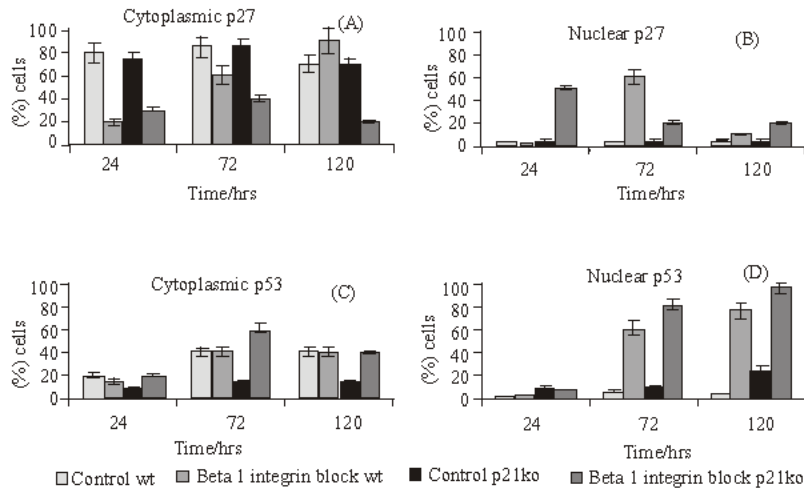 Cytoplasmic p27
(A)
(%) cells
100
80
60
40
20
0
24
72
120
Time/hrs
Nuclear p27
(B)
(%) cells
100
80
60
40
20
0
24
72
120
Time/hrs
Cytoplasmic p53
(C)
(%) cells
100
80
60
40
20
0
24
72
120
Time/hrs
Nuclear p53
(D)
(%) cells
100
80
60
40
20
0
24
72
120
Time/hrs
Control wt
Beta 1 integrin block wt
Control p21ko
Beta 1 integrin block p21ko